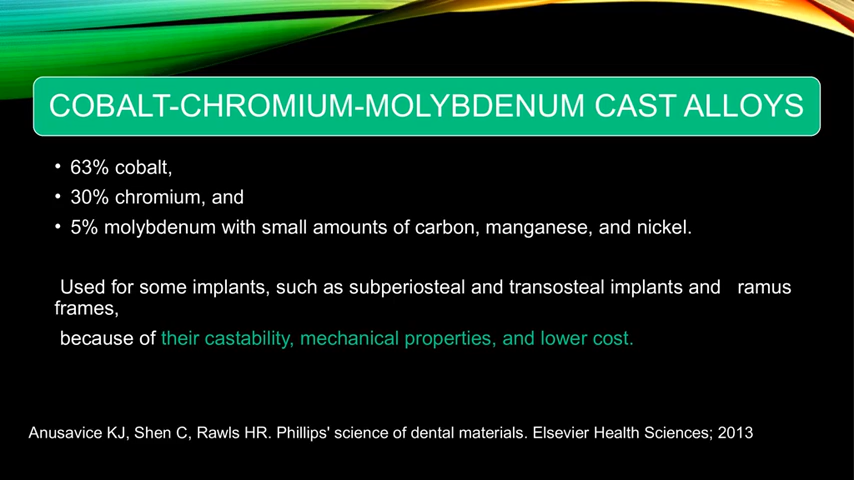 COBALT-CHROMIUM-MOLYBDENUM CAST ALLOYS
• 63% cobalt,
• 30% chromium, and
• 5% molybdenum with small amounts of carbon, manganese, and nickel.
Used for some implants, such as subperiosteal and transosteal implants and ramus
frames,
because of their castability, mechanical properties, and lower cost.
Anusavice KJ, Shen C, Rawls HR. Phillips' science of dental materials. Elsevier Health Sciences; 2013